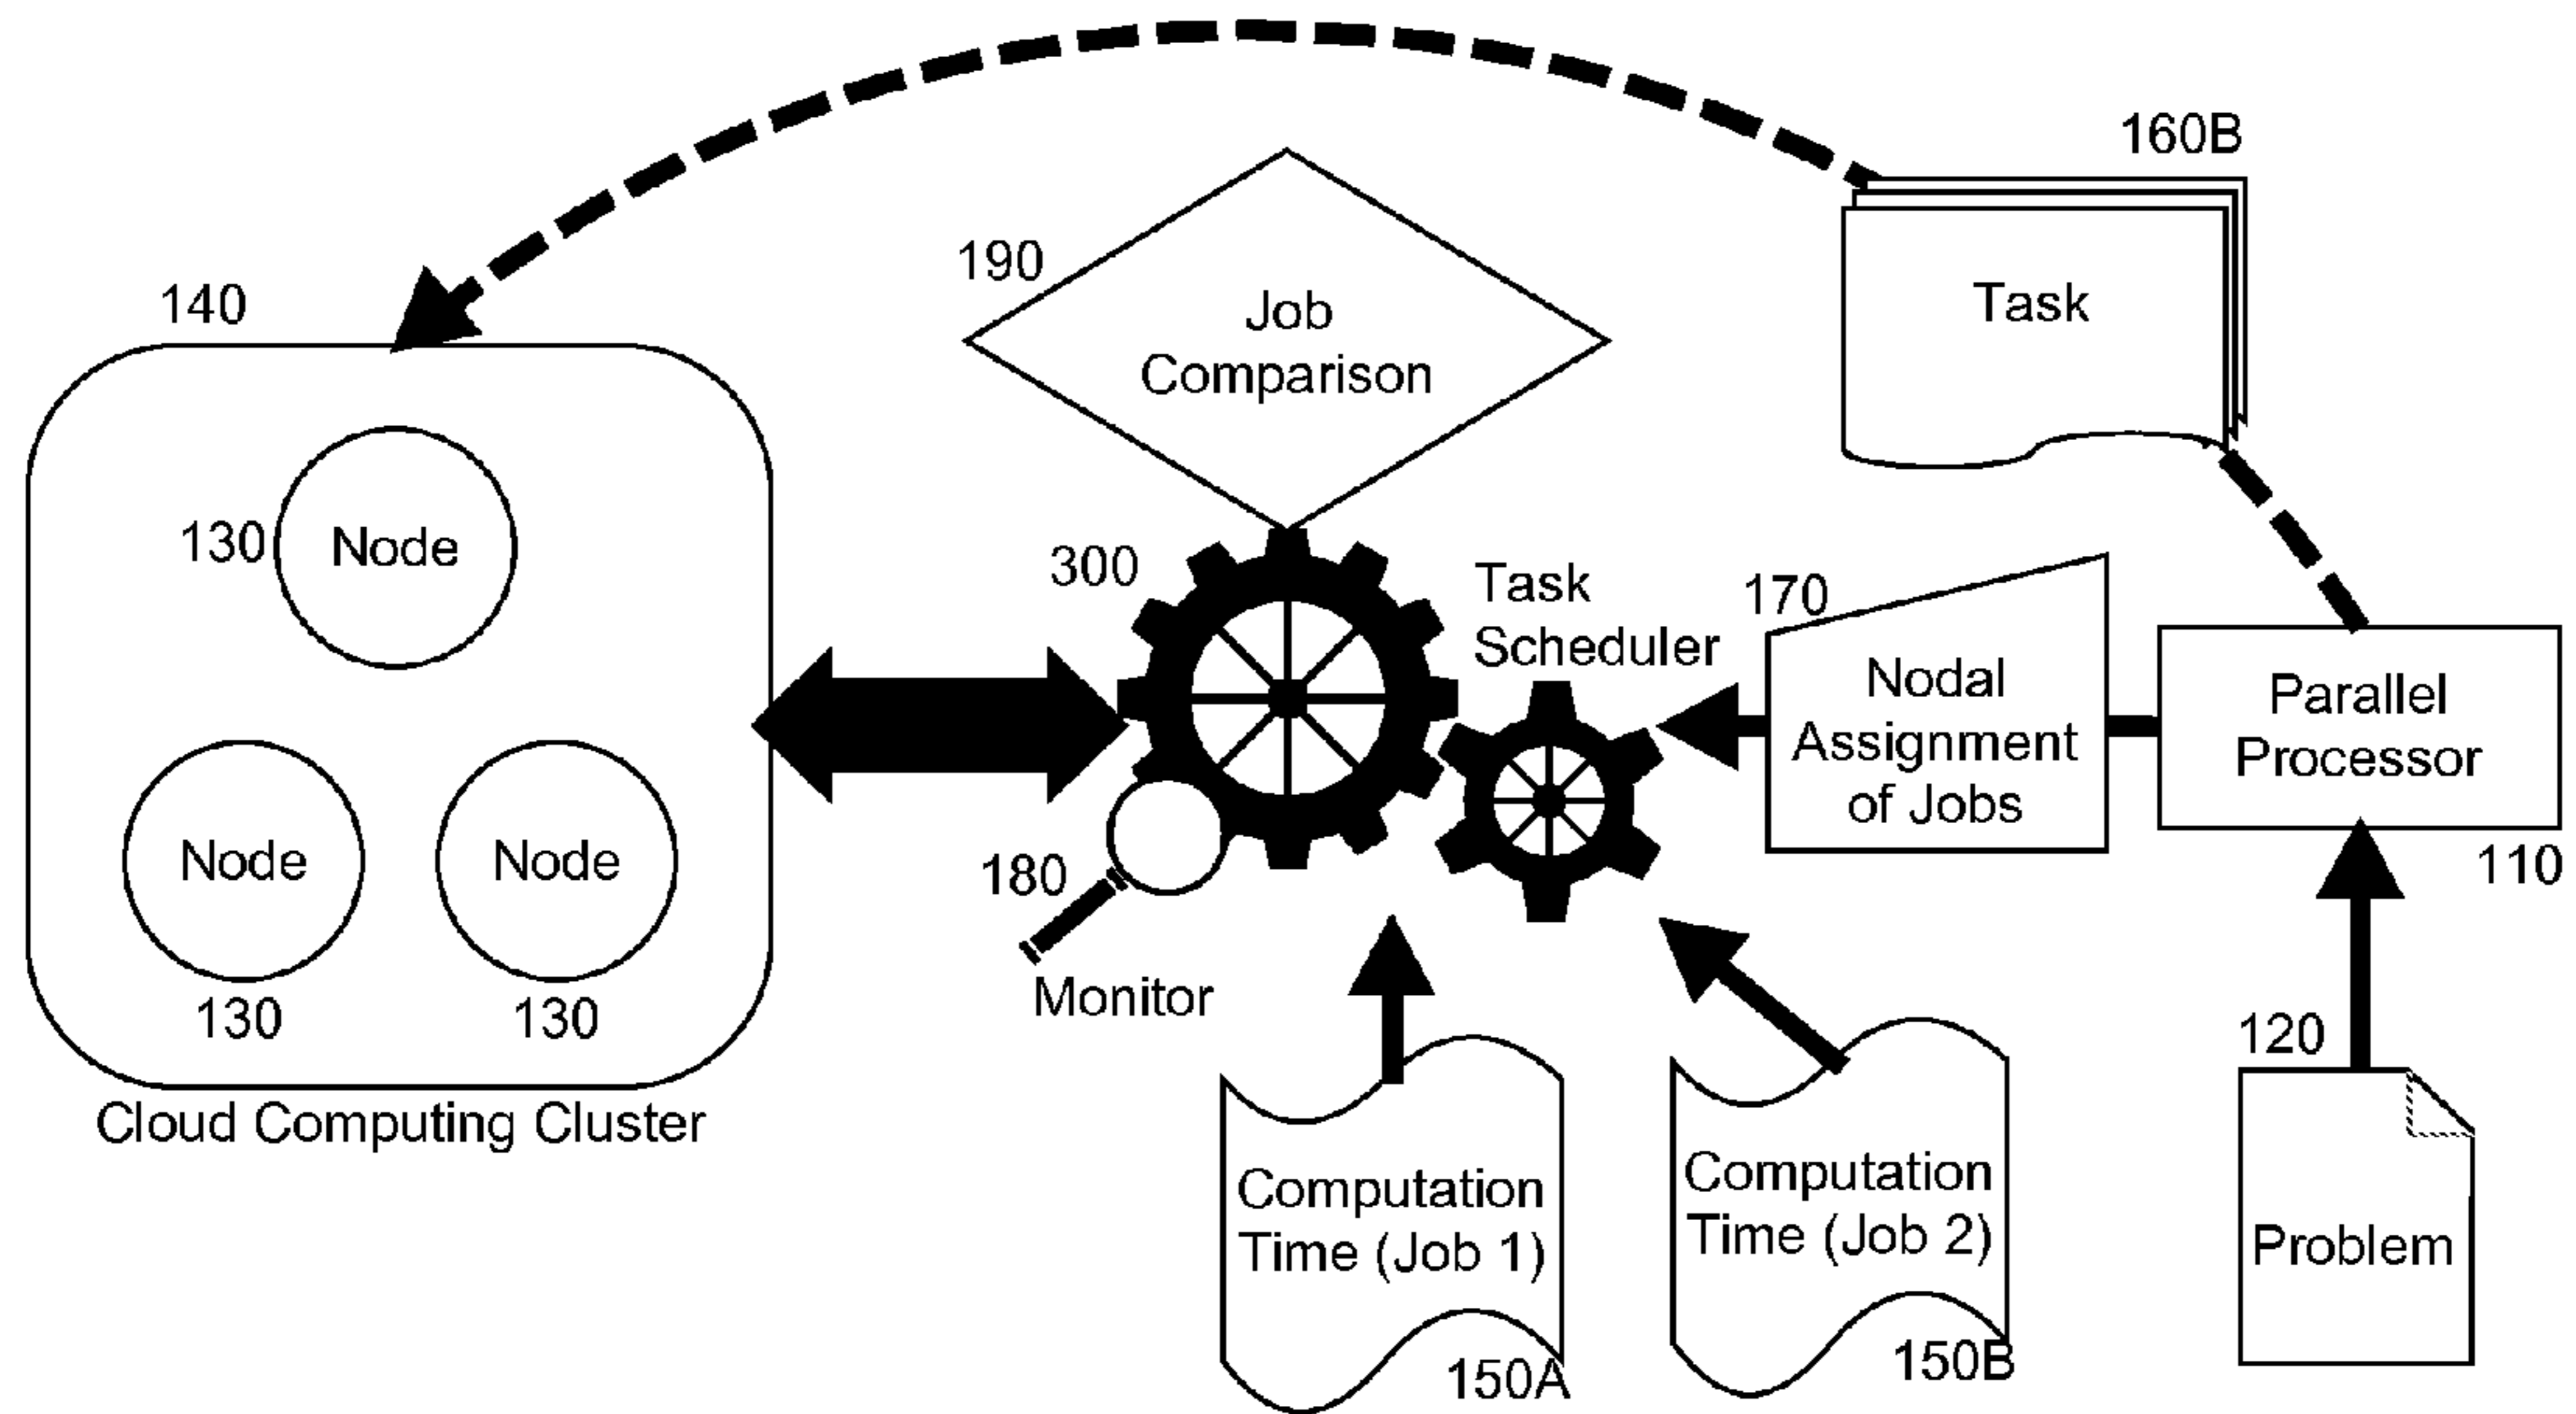 160B
190
Job
Comparison
Task
140
130
Node
300
Task
Scheduler
170
Nodal
Assignment
of Jobs
Parallel
Processor
110
Node
Node
180
Monitor
130
130
Cloud Computing Cluster
120
Computation
Time (Job 1)
150A
Computation
Time (Job 2)
150B
Problem